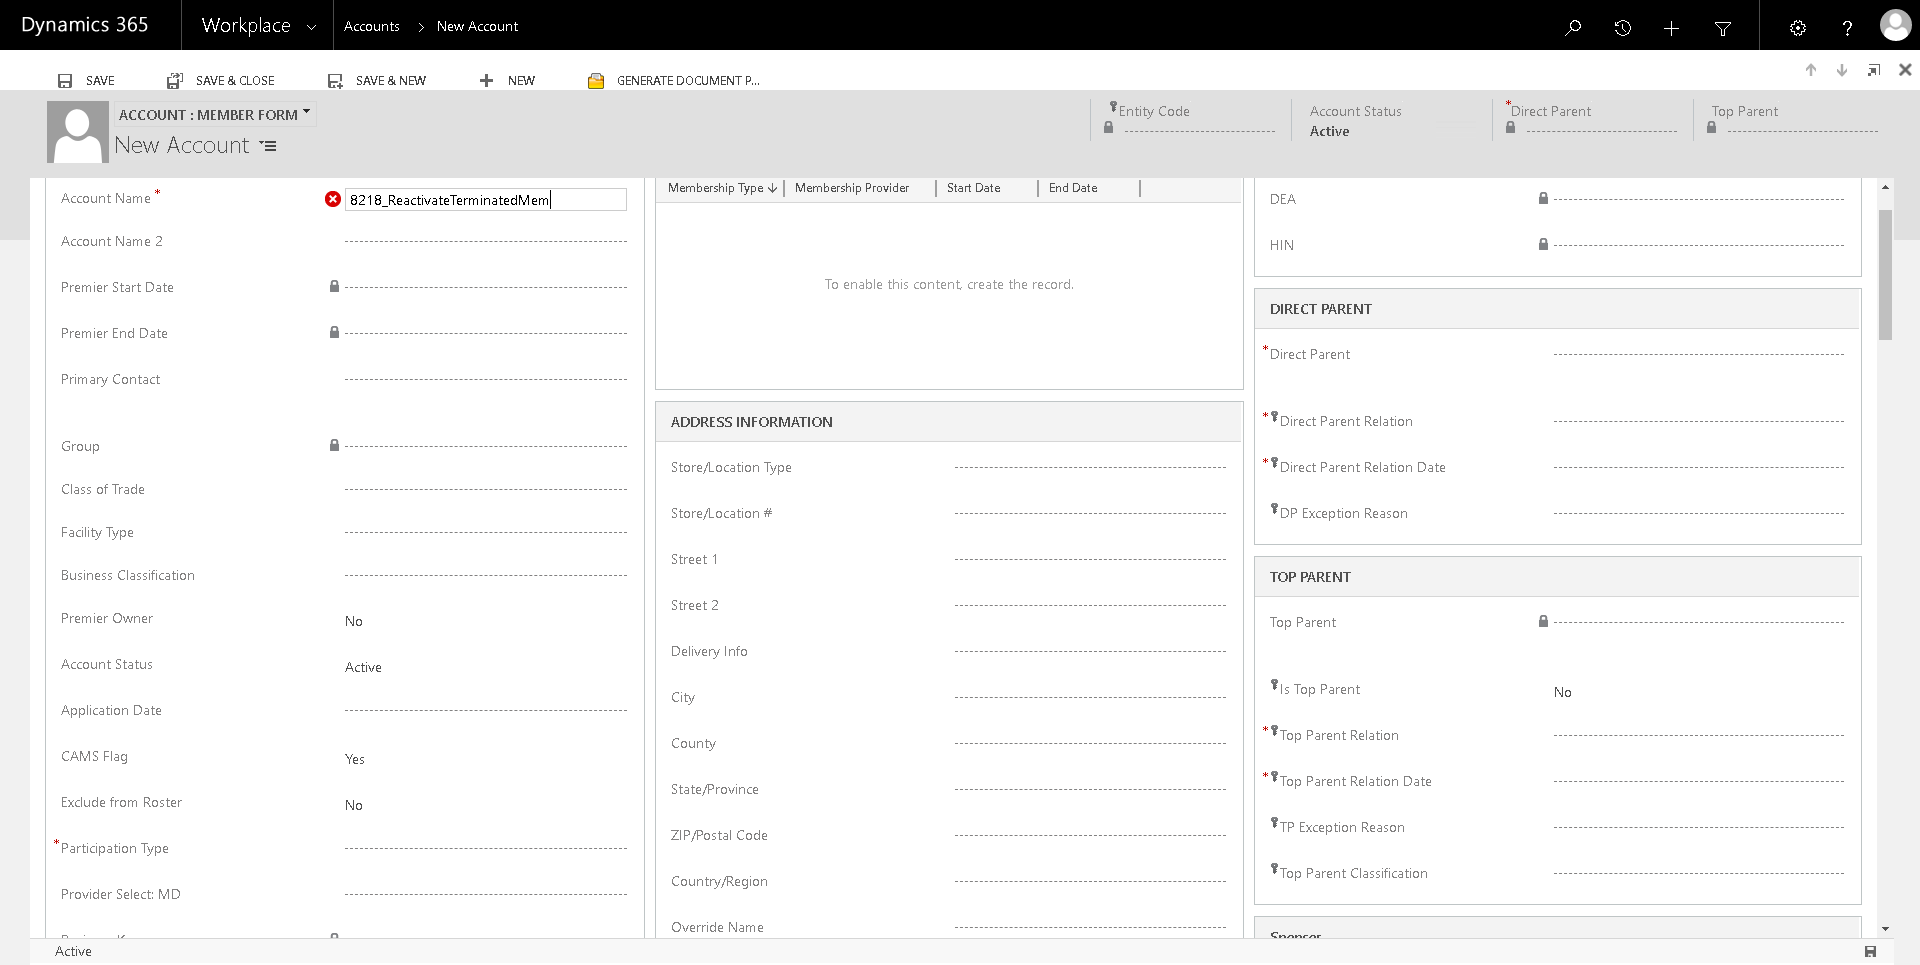 Dynamics 365
Workplace
Accounts > New Account
SAVE
SAVE & CLOSE
SAVE & NEW
NEW
GENERATE DOCUMENT P...
ACCOUNT : MEMBER FORM
New Account
Entity Code
Account Status
Active
*Direct Parent
Top Parent
Account Name *
8218_ReactivateTerminatedMem
Account Name 2
Premier Start Date
Premier End Date
Primary Contact
Group
Class of Trade
Facility Type
Business Classification
Premier Owner No
Account Status Active
Application Date
CAMS Flag Yes
Exclude from Roster No
*Participation Type
Provider Select: MD
Membership Type Membership Provider Start Date End Date
To enable this content, create the record.
ADDRESS INFORMATION
Store/Location Type
Store/Location #
Street 1
Street 2
Delivery Info
City
County
State/Province
ZIP/Postal Code
Country/Region
Override Name
DEA
HIN
DIRECT PARENT
*Direct Parent
*Direct Parent Relation
*Direct Parent Relation Date
DP Exception Reason
TOP PARENT
Top Parent
Is Top Parent No
*Top Parent Relation
*Top Parent Relation Date
TP Exception Reason
Top Parent Classification
Sponsor
Active